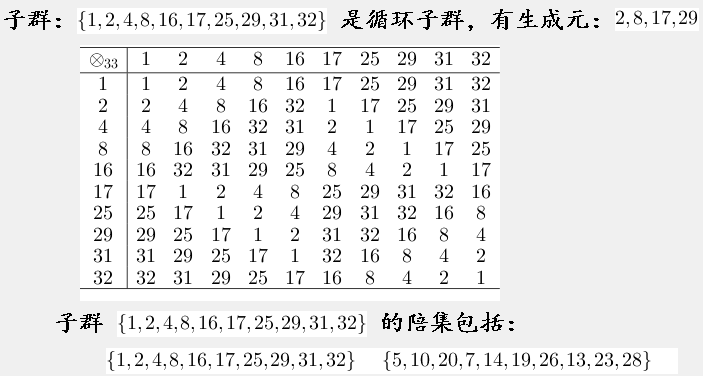 子群：{1,2,4,8,16,17,25,29,31,32} 是循环子群，有生成元：2,8,17,29
⊗33 1 2 4 8 16 17 25 29 31 32
1 1 2 4 8 16 17 25 29 31 32
2 2 4 8 16 32 1 17 25 29 31
4 4 8 16 32 31 2 1 17 25 29
8 8 16 32 31 29 4 2 1 17 25
16 16 32 31 29 25 8 4 2 1 17
17 17 1 2 4 8 25 29 31 32 16
25 25 17 1 2 4 29 31 32 16 8
29 29 25 17 1 2 31 32 16 8 4
31 31 29 25 17 1 32 16 8 4 2
32 32 31 29 25 17 16 8 4 2 1
子群 {1,2,4,8,16,17,25,29,31,32} 的陪集包括：
{1,2,4,8,16,17,25,29,31,32} {5,10,20,7,14,19,26,13,23,28}